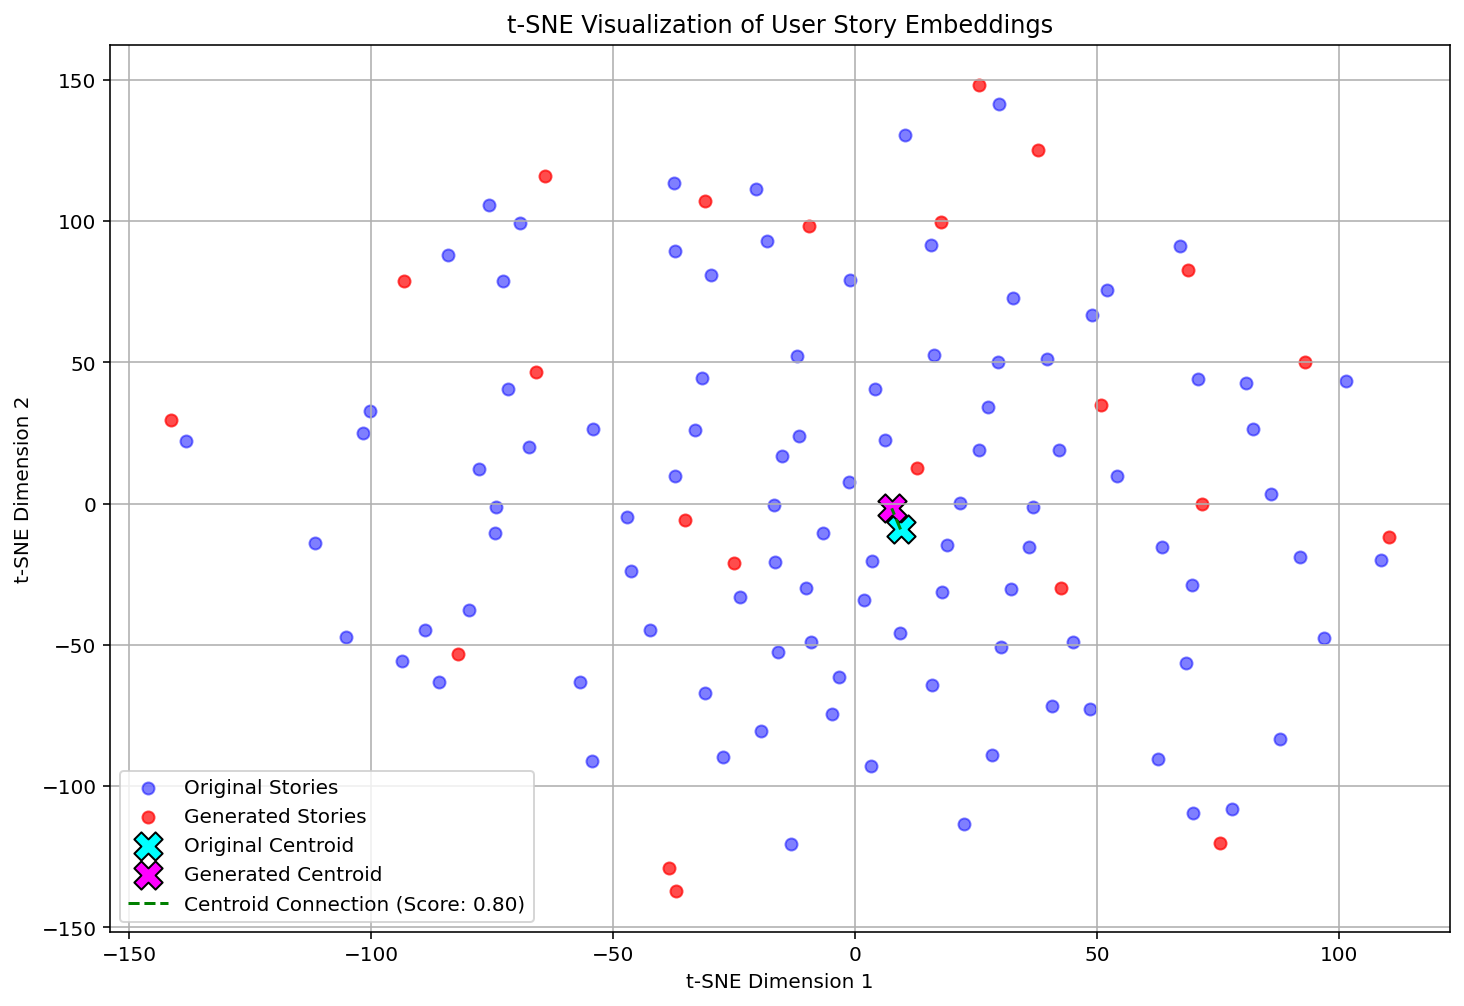 t-SNE Visualization of User Story Embeddings
t-SNE Dimension 2
150
100
50
0
−50
−100
−150
Original Stories
Generated Stories
Original Centroid
Generated Centroid
Centroid Connection (Score: 0.80)
−150
−100
−50
0
50
100
t-SNE Dimension 1